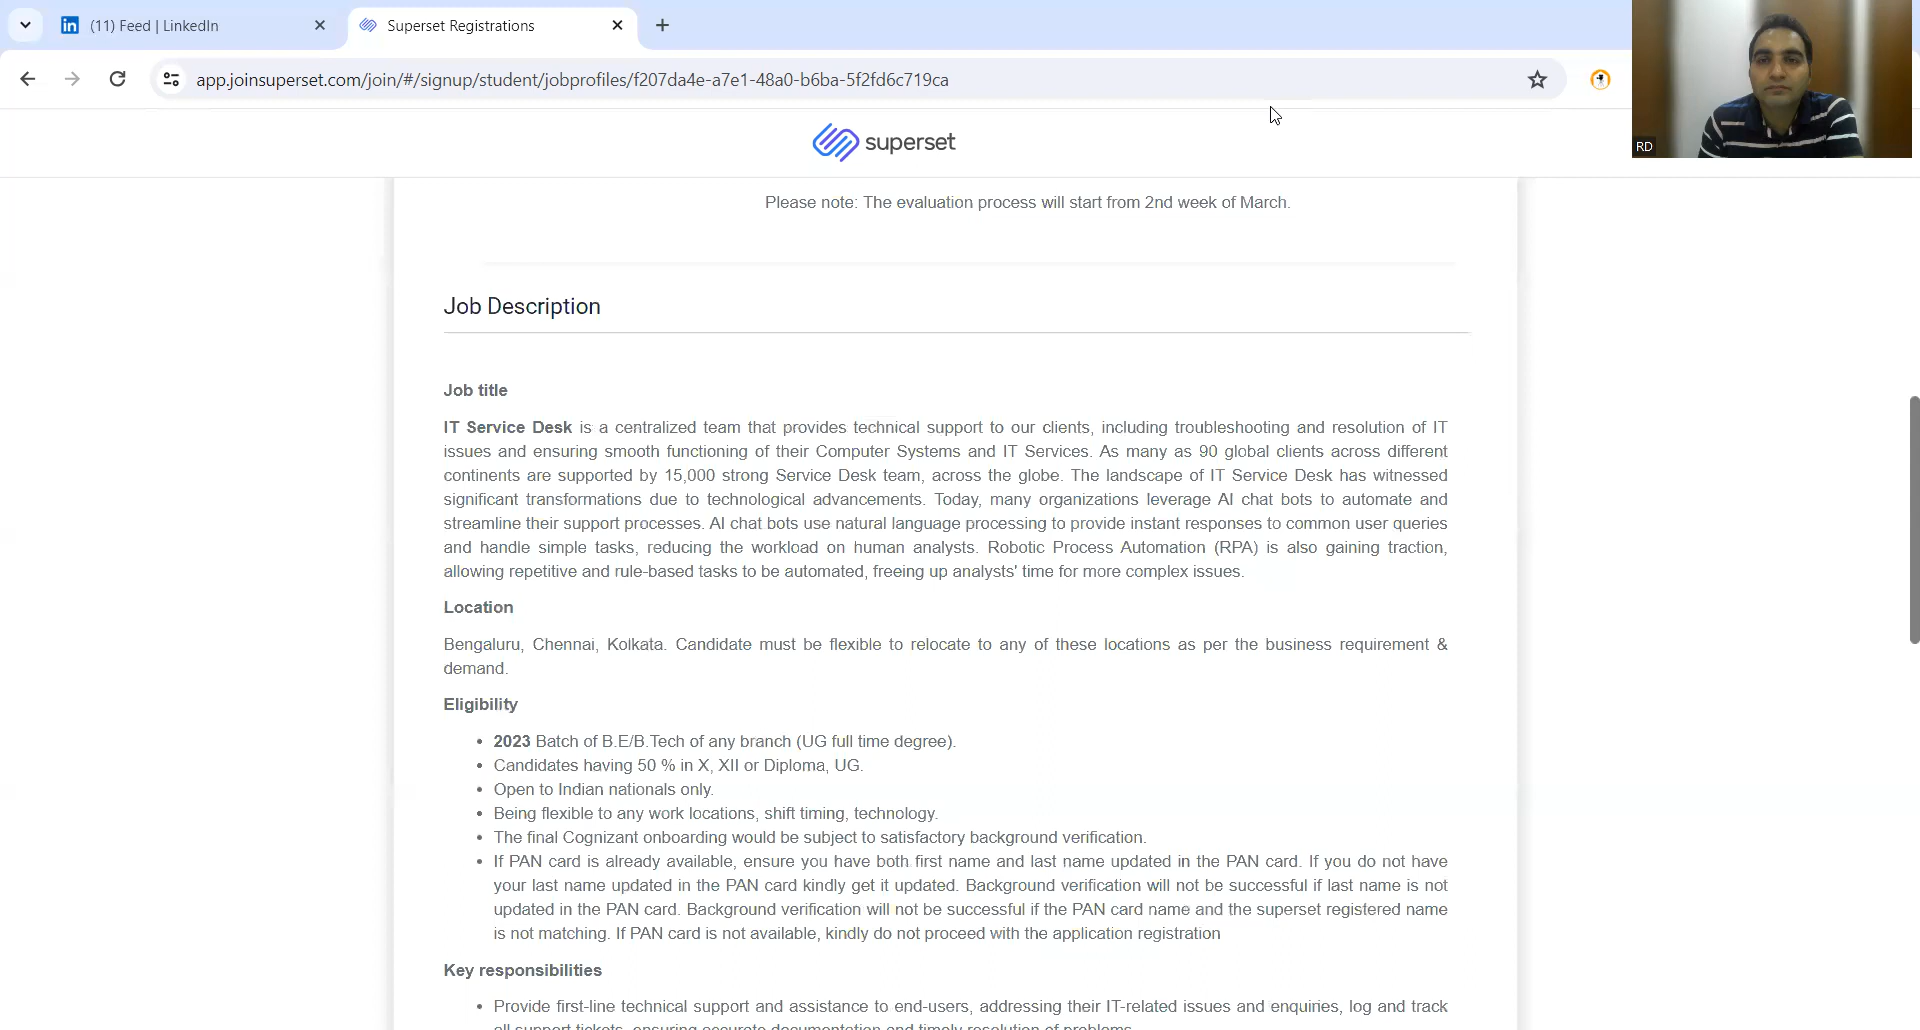 (11) Feed | LinkedIn
Superset Registrations
app.joinsuperset.com/join/#/signup/student/jobprofiles/f207da4e-a7e1-48a0-b6ba-5f2fd6c719ca
RD
superset
Please note: The evaluation process will start from 2nd week of March.
Job Description
Job title
IT Service Desk is a centralized team that provides technical support to our clients, including troubleshooting and resolution of IT
issues and ensuring smooth functioning of their Computer Systems and IT Services. As many as 90 global clients across different
continents are supported by 15,000 strong Service Desk team, across the globe. The landscape of IT Service Desk has witnessed
significant transformations due to technological advancements. Today, many organizations leverage AI chat bots to automate and
streamline their support processes. AI chat bots use natural language processing to provide instant responses to common user queries
and handle simple tasks, reducing the workload on human analysts. Robotic Process Automation (RPA) is also gaining traction,
allowing repetitive and rule-based tasks to be automated, freeing up analysts' time for more complex issues.
Location
Bengaluru, Chennai, Kolkata. Candidate must be flexible to relocate to any of these locations as per the business requirement &
demand.
Eligibility
• 2023 Batch of B.E/B.Tech of any branch (UG full time degree).
• Candidates having 50 % in X, XII or Diploma, UG.
• Open to Indian nationals only.
• Being flexible to any work locations, shift timing, technology.
• The final Cognizant onboarding would be subject to satisfactory background verification.
• If PAN card is already available, ensure you have both first name and last name updated in the PAN card. If you do not have
your last name updated in the PAN card kindly get it updated. Background verification will not be successful if last name is not
updated in the PAN card. Background verification will not be successful if the PAN card name and the superset registered name
is not matching. If PAN card is not available, kindly do not proceed with the application registration
Key responsibilities
• Provide first-line technical support and assistance to end-users, addressing their IT-related issues and enquiries, log and track
all support tickets, ensuring accurate documentation and timely resolution of problems.